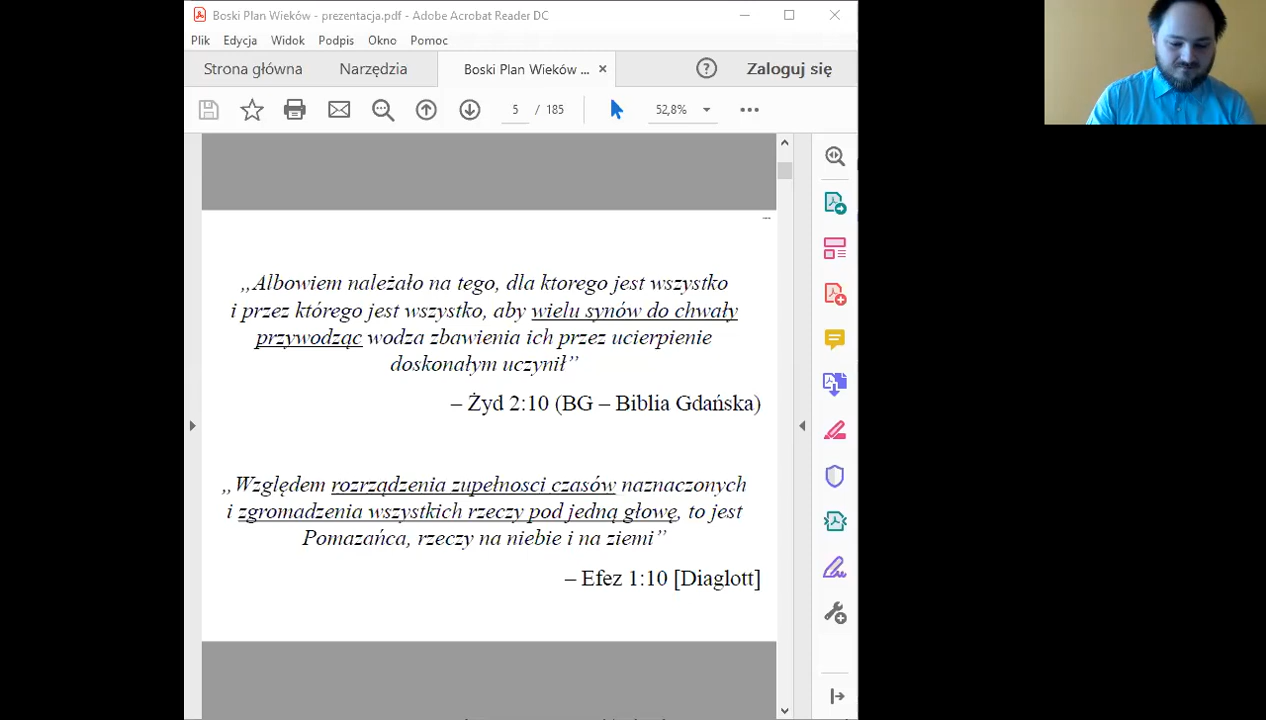 Boski Plan Wieków - prezentacja.pdf - Adobe Acrobat Reader DC
Plik Edycja Widok Podpis Okno Pomoc
Strona główna Narzędzia Boski Plan Wieków ... Zaloguj się
5 / 185 52,8%
„Albowiem należało na tego, dla ktorego jest wszystko
i przez którego jest wszystko, aby wielu synów do chwały
przywodząc wodza zbawienia ich przez ucierpienie
doskonałym uczynił”
– Żyd 2:10 (BG – Biblia Gdańska)
„Względem rozrządzenia zupełnosci czasów naznaczonych
i zgromadzenia wszystkich rzeczy pod jedną głowę, to jest
Pomazańca, rzeczy na niebie i na ziemi”
– Efez 1:10 [Diaglott]